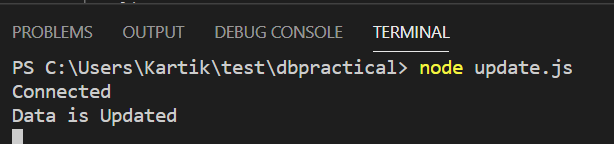 PROBLEMS OUTPUT DEBUG CONSOLE TERMINAL
PS C:\Users\Kartik\test\dbpractical> node update.js
Connected
Data is Updated